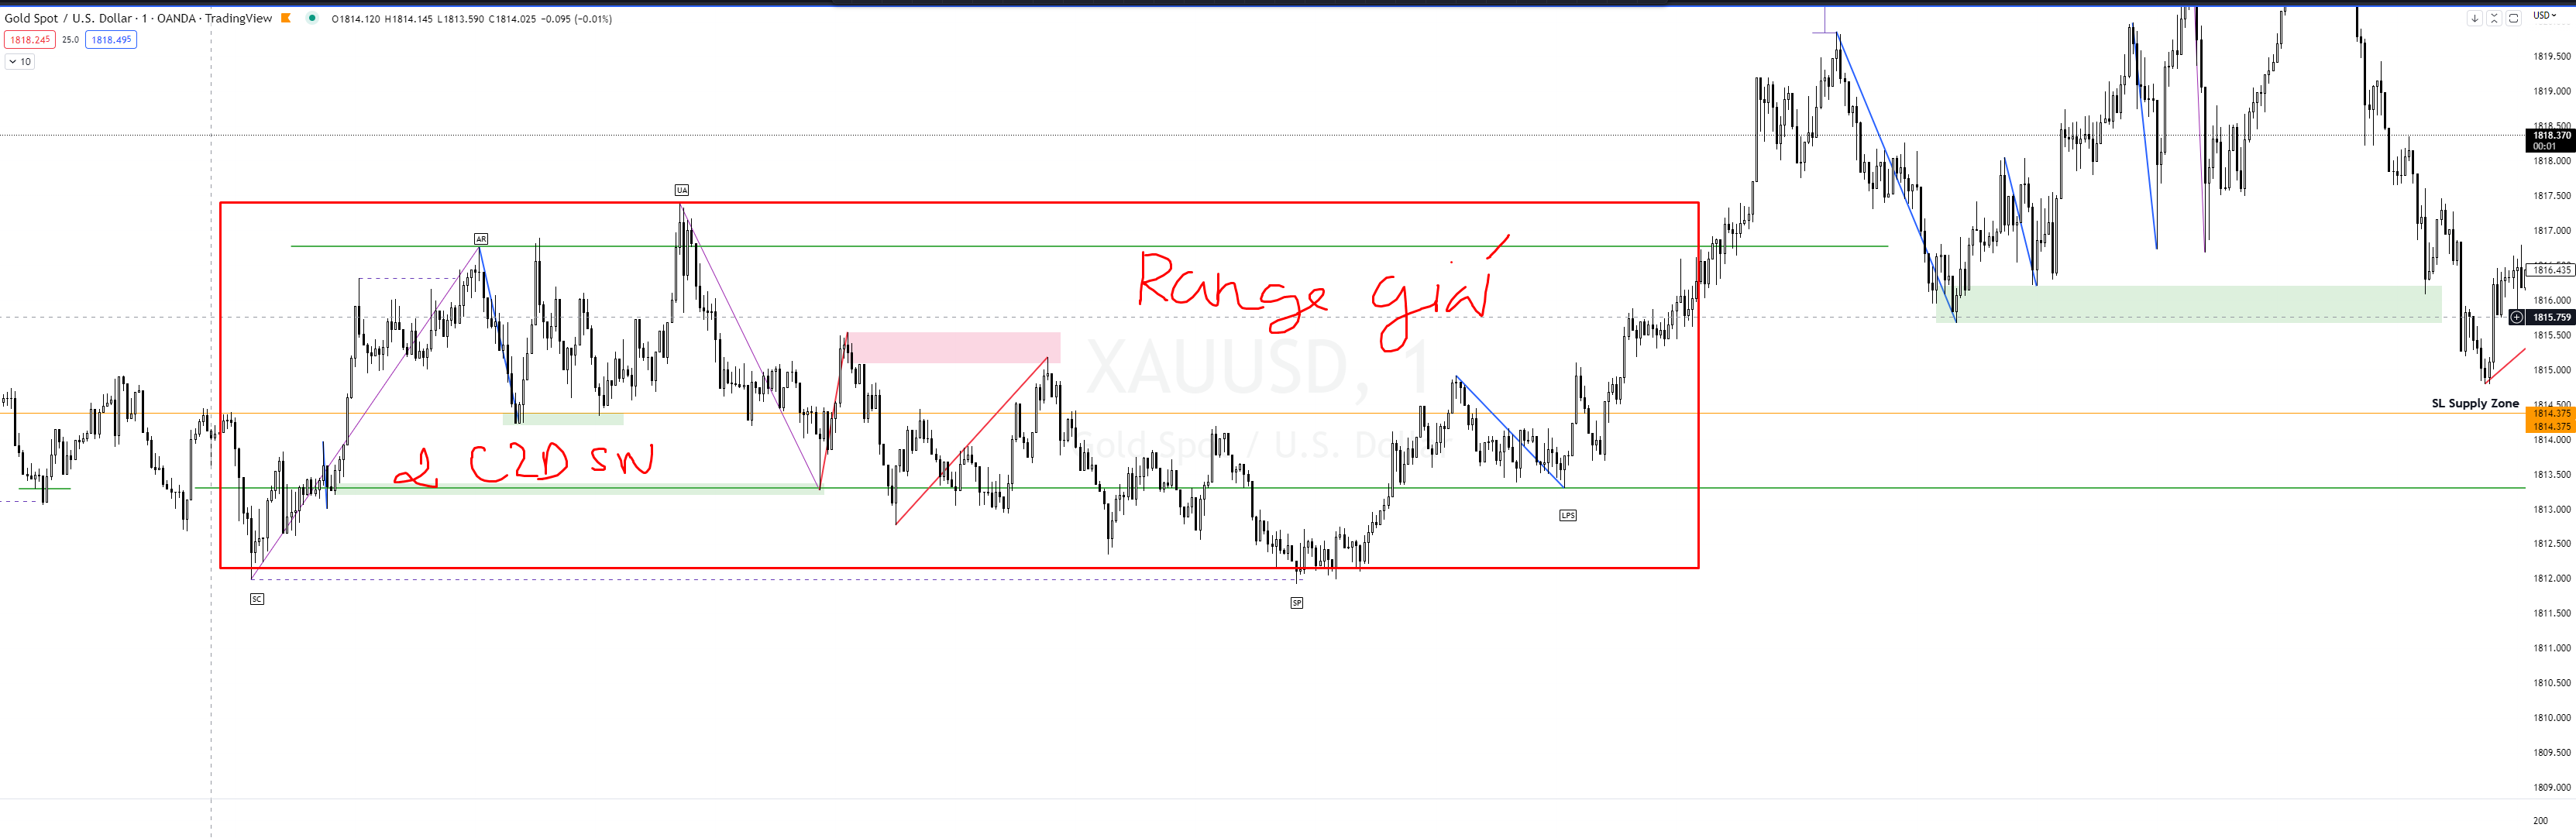 Gold Spot / U.S. Dollar · 1 · OANDA · TradingView O1814.120 H1814.145 L1813.590 C1814.025 −0.095 (−0.01%)
1818.245 25.0 1818.495
10
USD
1819.500
1819.000
1818.500
1818.370
00:01
1818.000
1817.500
1817.000
1816.435
1816.000
1815.759
1815.500
1815.000
1814.500
1814.375
1814.375
1814.000
1813.500
1813.000
1812.500
1812.000
1811.500
1811.000
1810.500
1810.000
1809.500
1809.000
200
UA
AR
Range giá
XAUUSD, 1
Gold Spot / U.S. Dollar
SL Supply Zone
2 C2D SW
LPS
SC
SP